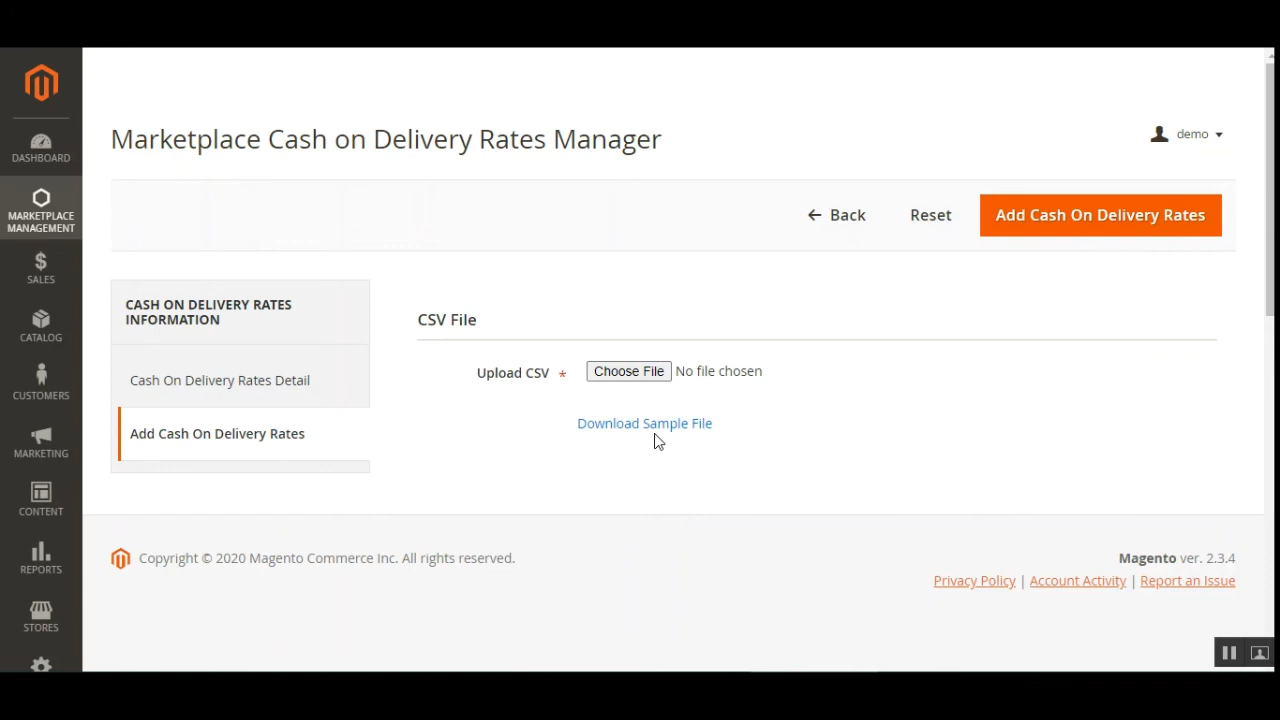 Marketplace Cash on Delivery Rates Manager
demo
Back
Reset
Add Cash On Delivery Rates
DASHBOARD
MARKETPLACE
MANAGEMENT
SALES
CATALOG
CUSTOMERS
MARKETING
CONTENT
REPORTS
STORES
CASH ON DELIVERY RATES
INFORMATION
Cash On Delivery Rates Detail
Add Cash On Delivery Rates
CSV File
Upload CSV * Choose File No file chosen
Download Sample File
Copyright © 2020 Magento Commerce Inc. All rights reserved.
Magento ver. 2.3.4
Privacy Policy | Account Activity | Report an Issue